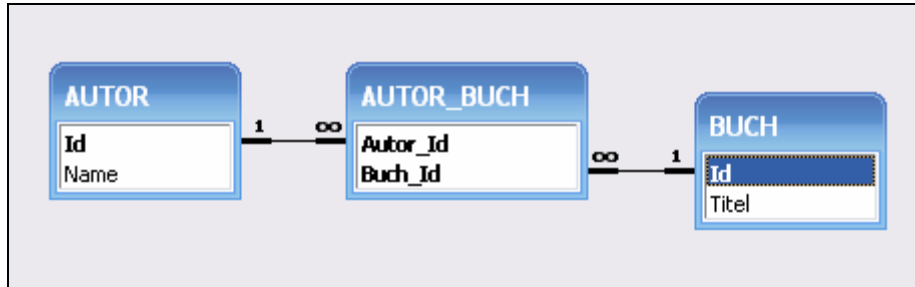 AUTOR
Id
Name
1 ∞
AUTOR_BUCH
Autor_Id
Buch_Id
∞ 1
BUCH
Id
Titel